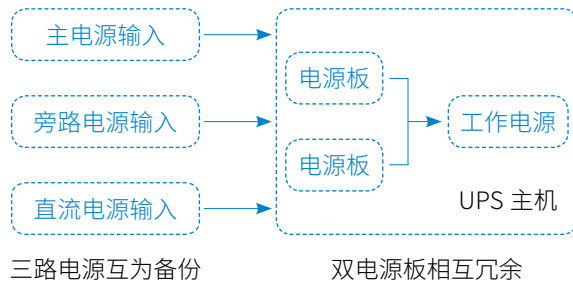 主电源输入
旁路电源输入
直流电源输入
电源板
电源板
工作电源
UPS 主机
三路电源互为备份
双电源板相互冗余